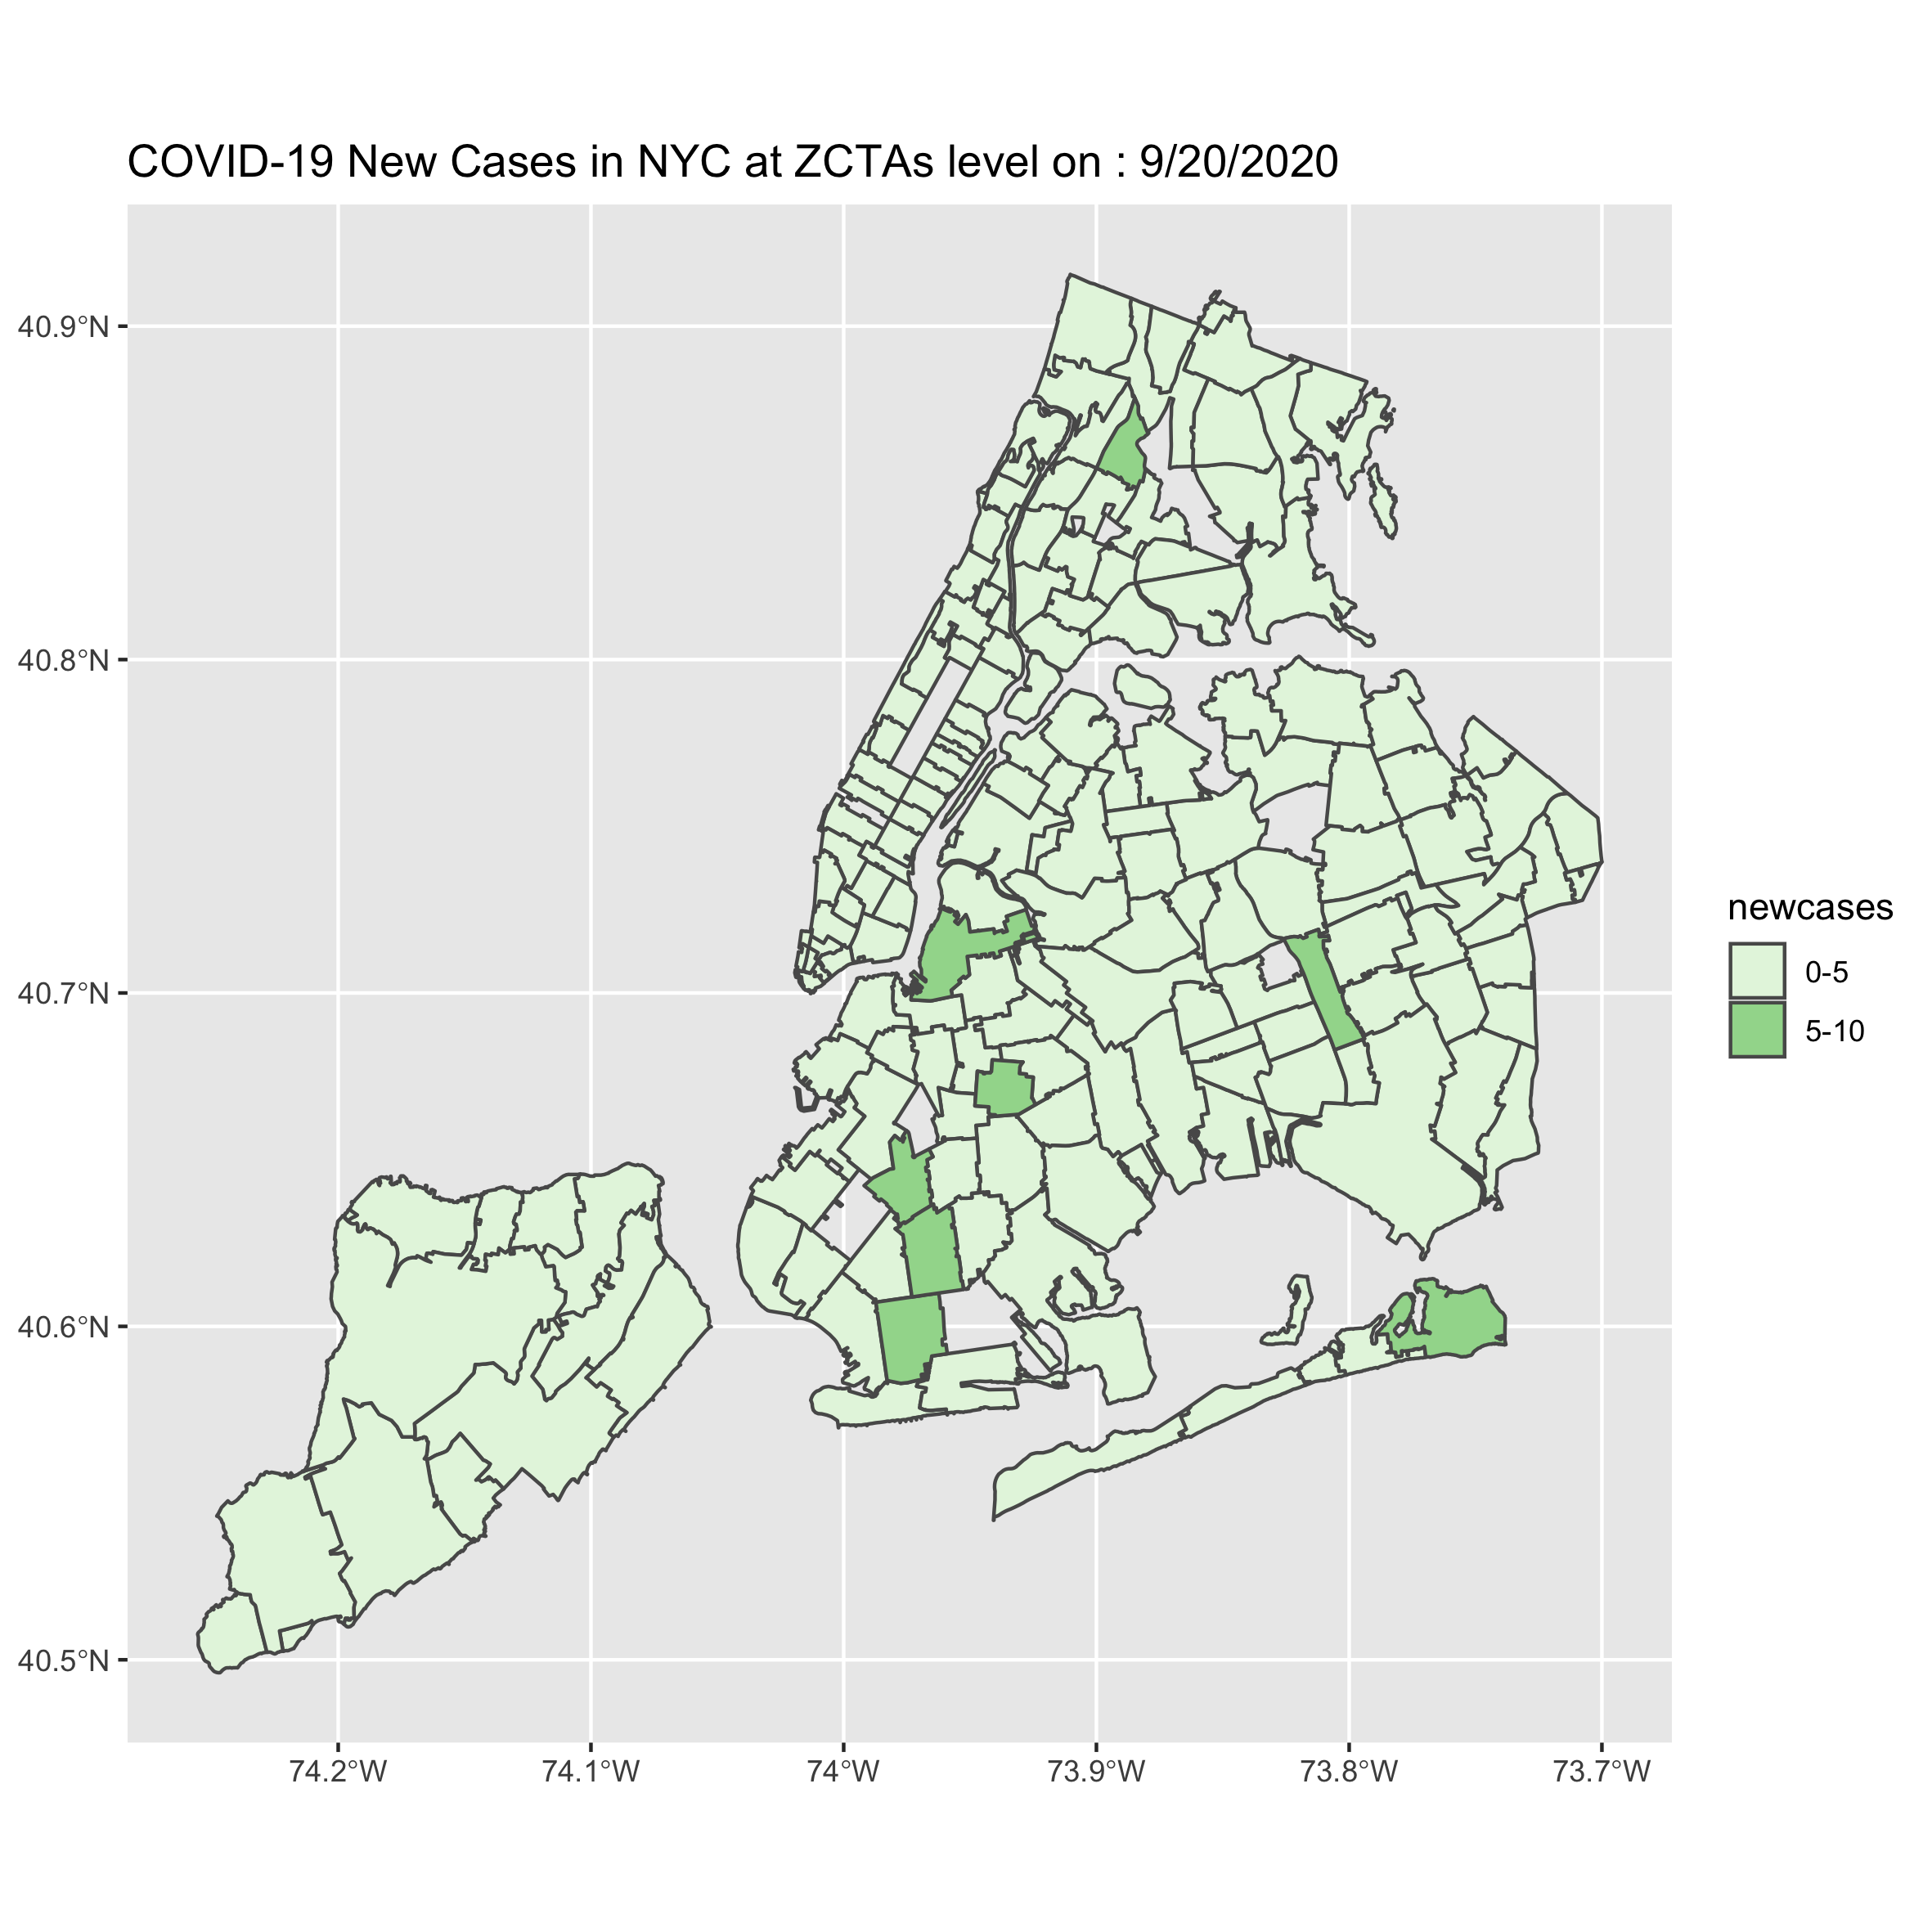 COVID-19 New Cases in NYC at ZCTAs level on : 9/20/2020
40.9°N
40.8°N
40.7°N
40.6°N
40.5°N
74.2°W
74.1°W
74°W
73.9°W
73.8°W
73.7°W
newcases
0-5
5-10